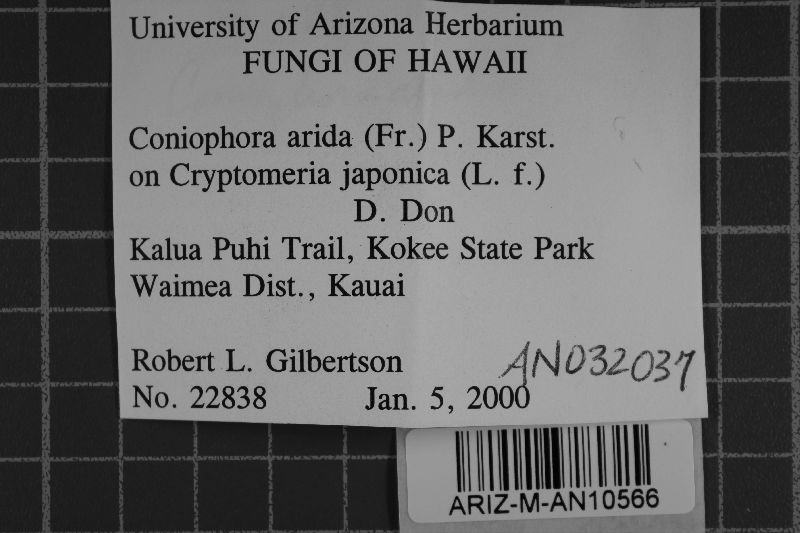 University of Arizona Herbarium
FUNGI OF HAWAII
Coniophora arida (Fr.) P. Karst.
on Cryptomeria japonica (L. f.)
D. Don
Kalua Puhi Trail, Kokee State Park
Waimea Dist., Kauai
Robert L. Gilbertson
AN032037
No. 22838 Jan. 5, 2000
ARIZ-M-AN10566